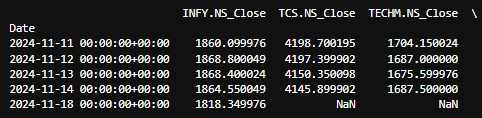 INFY.NS_Close TCS.NS_Close TECHM.NS_Close \
Date
2024-11-11 00:00:00+00:00 1860.099976 4198.700195 1704.150024
2024-11-12 00:00:00+00:00 1868.800049 4197.399902 1687.000000
2024-11-13 00:00:00+00:00 1868.400024 4150.350098 1675.599976
2024-11-14 00:00:00+00:00 1864.550049 4145.899902 1687.500000
2024-11-18 00:00:00+00:00 1818.349976 NaN NaN